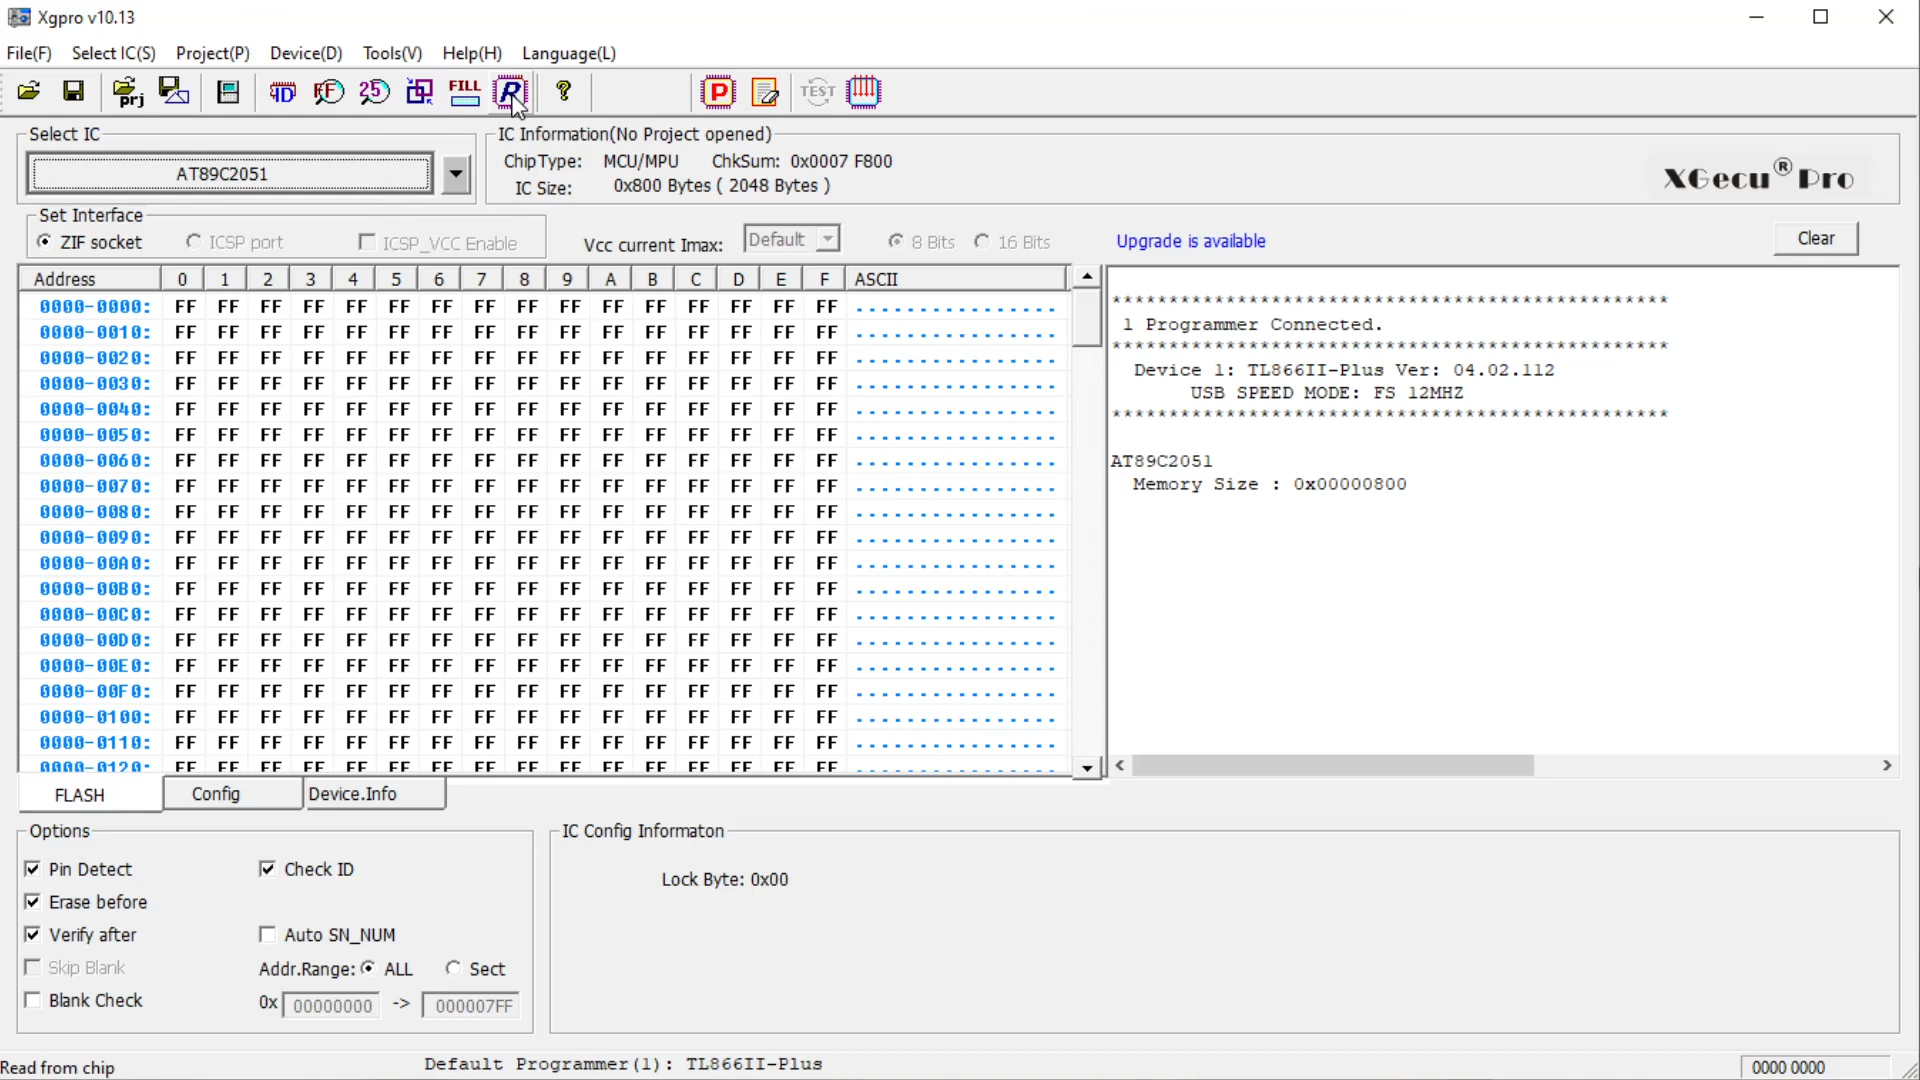 Xgpro v10.13
File(F) Select IC(S) Project(P) Device(D) Tools(V) Help(H) Language(L)
prj ID FF 25 FILL R ? P TEST
Select IC
AT89C2051
IC Information(No Project opened)
ChipType: MCU/MPU ChkSum: 0x0007 F800
IC Size: 0x800 Bytes ( 2048 Bytes )
XGecu® Pro
Set Interface
ZIF socket ICSP port ICSP_VCC Enable
Vcc current Imax: Default 8 Bits 16 Bits
Upgrade is available
Clear
Address 0 1 2 3 4 5 6 7 8 9 A B C D E F ASCII
0000-0000: FF FF FF FF FF FF FF FF FF FF FF FF FF FF FF FF ................
0000-0010: FF FF FF FF FF FF FF FF FF FF FF FF FF FF FF FF ................
0000-0020: FF FF FF FF FF FF FF FF FF FF FF FF FF FF FF FF ................
0000-0030: FF FF FF FF FF FF FF FF FF FF FF FF FF FF FF FF ................
0000-0040: FF FF FF FF FF FF FF FF FF FF FF FF FF FF FF FF ................
0000-0050: FF FF FF FF FF FF FF FF FF FF FF FF FF FF FF FF ................
0000-0060: FF FF FF FF FF FF FF FF FF FF FF FF FF FF FF FF ................
0000-0070: FF FF FF FF FF FF FF FF FF FF FF FF FF FF FF FF ................
0000-0080: FF FF FF FF FF FF FF FF FF FF FF FF FF FF FF FF ................
0000-0090: FF FF FF FF FF FF FF FF FF FF FF FF FF FF FF FF ................
0000-00A0: FF FF FF FF FF FF FF FF FF FF FF FF FF FF FF FF ................
0000-00B0: FF FF FF FF FF FF FF FF FF FF FF FF FF FF FF FF ................
0000-00C0: FF FF FF FF FF FF FF FF FF FF FF FF FF FF FF FF ................
0000-00D0: FF FF FF FF FF FF FF FF FF FF FF FF FF FF FF FF ................
0000-00E0: FF FF FF FF FF FF FF FF FF FF FF FF FF FF FF FF ................
0000-00F0: FF FF FF FF FF FF FF FF FF FF FF FF FF FF FF FF ................
0000-0100: FF FF FF FF FF FF FF FF FF FF FF FF FF FF FF FF ................
0000-0110: FF FF FF FF FF FF FF FF FF FF FF FF FF FF FF FF ................
0000-0120: FF FF FF FF FF FF FF FF FF FF FF FF FF FF FF FF ................
*************************************************
1 Programmer Connected.
*************************************************
Device 1: TL866II-Plus Ver: 04.02.112
USB SPEED MODE: FS 12MHZ
*************************************************
AT89C2051
Memory Size : 0x00000800
FLASH Config Device.Info
Options
Pin Detect Check ID
Erase before
Verify after Auto SN_NUM
Skip Blank Addr.Range: ALL Sect
Blank Check 0x 00000000 -> 000007FF
IC Config Informaton
Lock Byte: 0x00
Read from chip
Default Programmer(1): TL866II-Plus
0000 0000